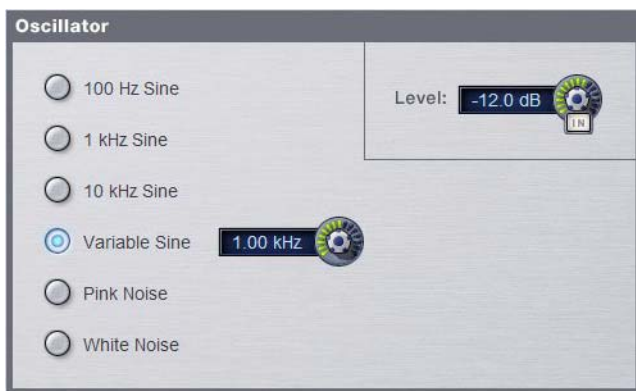 Oscillator
100 Hz Sine
Level: -12.0 dB
IN
1 kHz Sine
10 kHz Sine
Variable Sine 1.00 kHz
Pink Noise
White Noise